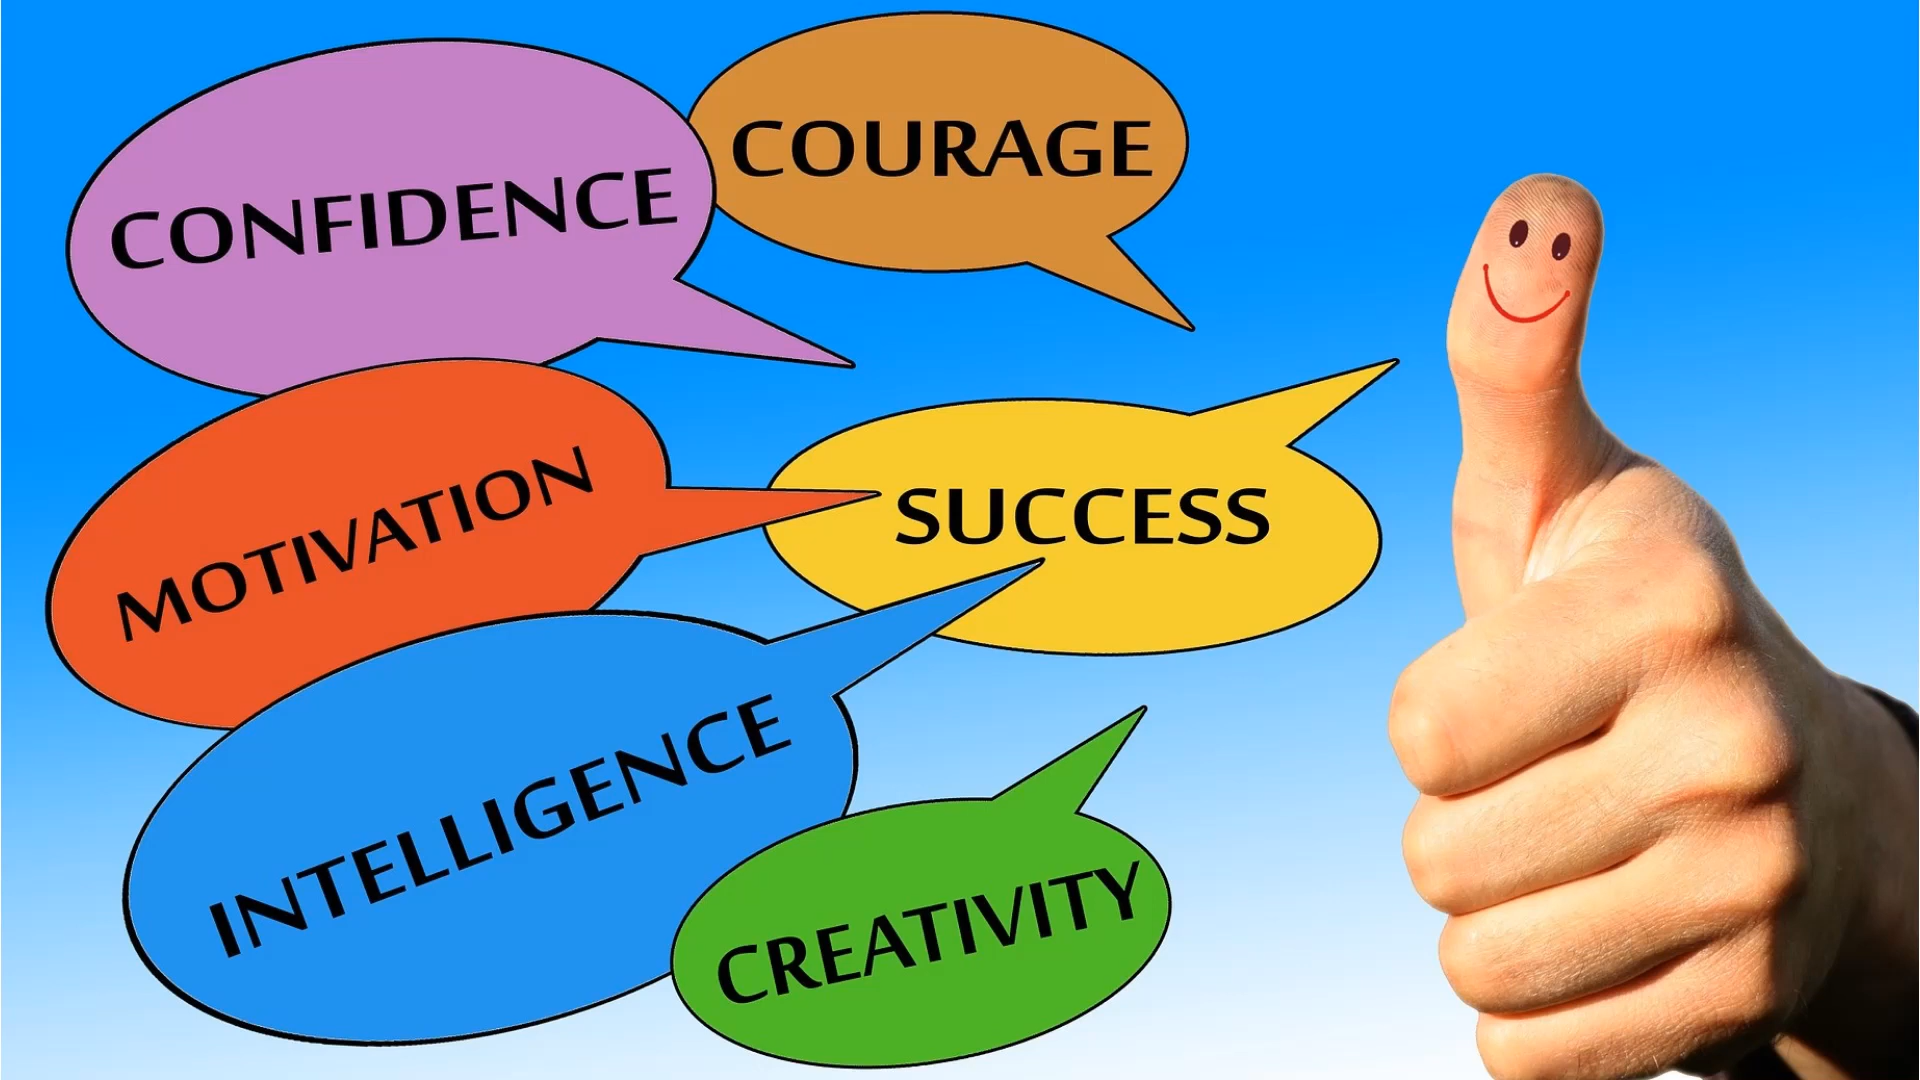 CONFIDENCE
COURAGE
MOTIVATION
SUCCESS
INTELLIGENCE
CREATIVITY